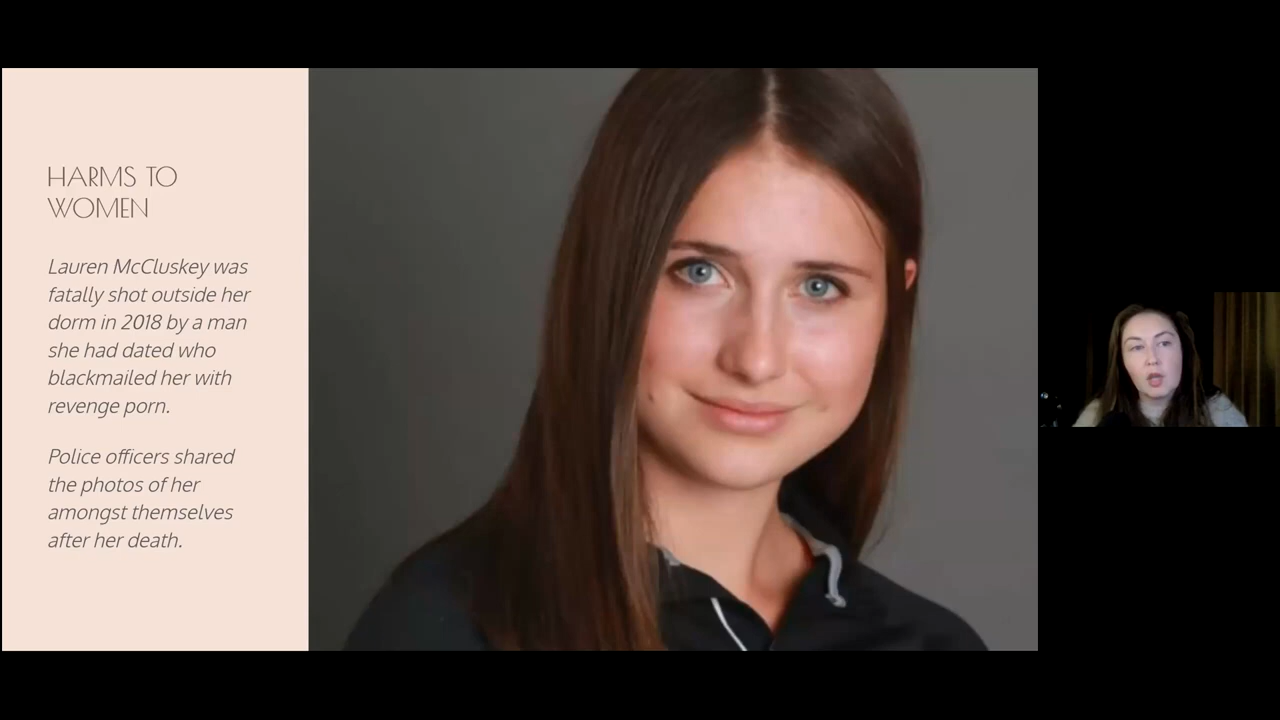 HARMS TO
WOMEN
Lauren McCluskey was
fatally shot outside her
dorm in 2018 by a man
she had dated who
blackmailed her with
revenge porn.
Police officers shared
the photos of her
amongst themselves
after her death.